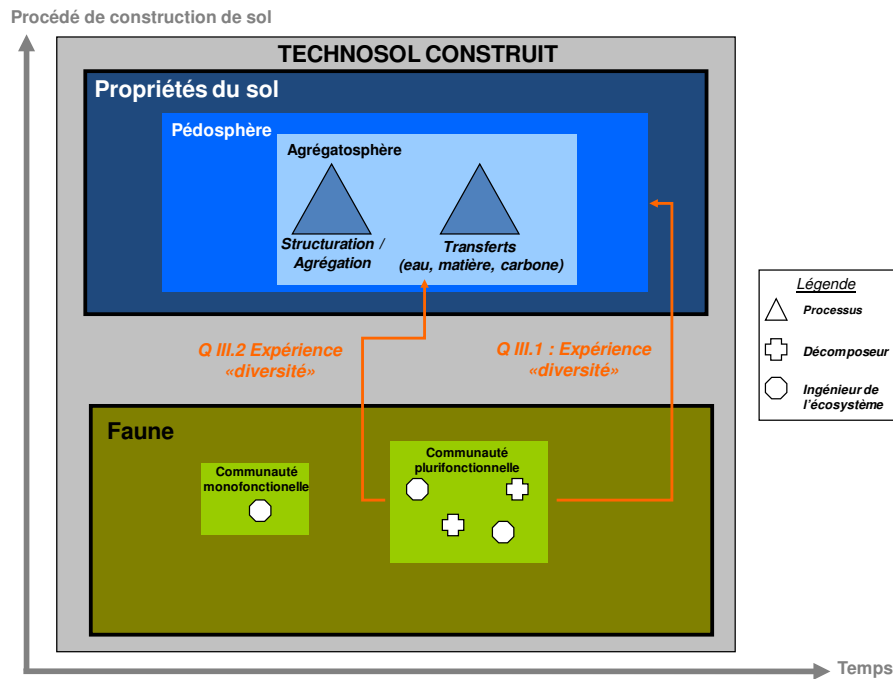 Procédé de construction de sol
TECHNOSOL CONSTRUIT
Propriétés du sol
Pédosphère
Agrégatosphère
Structuration /
Agrégation
Transferts
(eau, matière, carbone)
Légende
Processus
Décomposeur
Ingénieur de
l'écosystème
Q III.2 Expérience
«diversité»
Q III.1 : Expérience
«diversité»
Faune
Communauté
monofonctionelle
Communauté
plurifonctionnelle
Temps